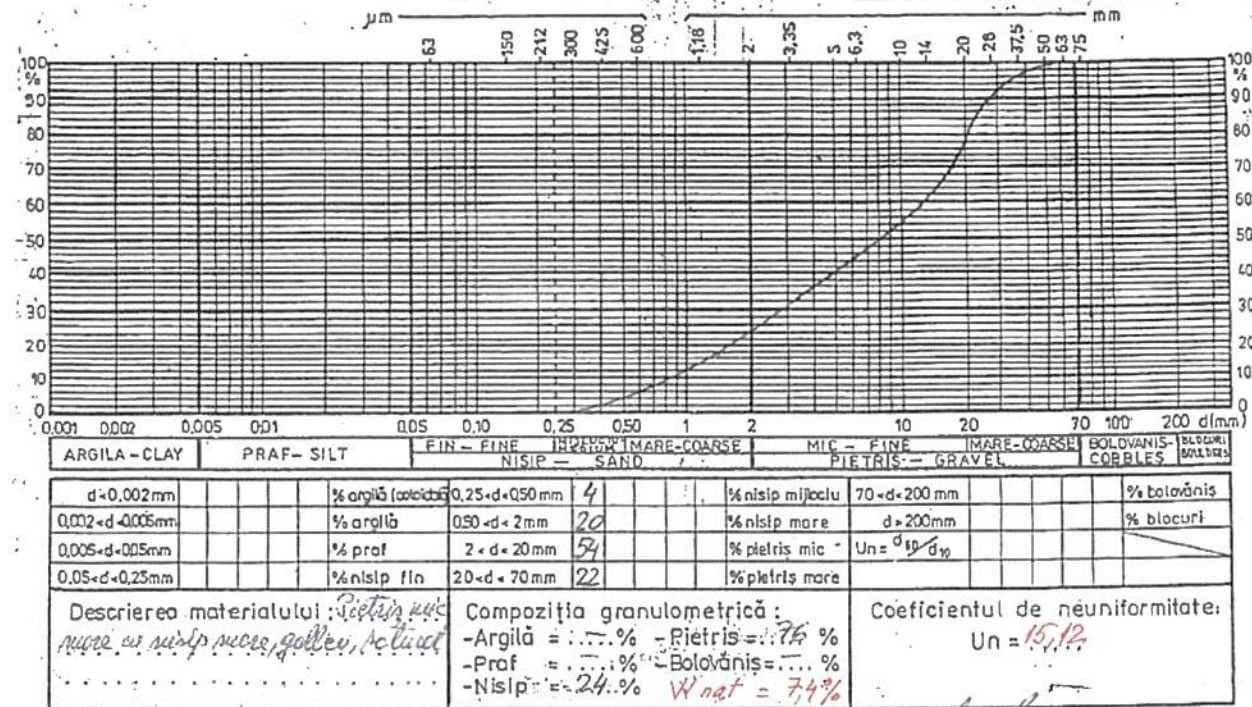 μm mm
63 150 212 300 425 600 1,18 2 3,35 5 6,3 10 14 20 28 37,5 50 63 75
100 100
% %
90 90
80 80
70 70
60 60
50 50
40 40
30 30
20 20
10 10
0 0
0,001 0,002 0,005 0,01 0,05 0,10 0,25 0,50 1 2 10 20 70 100 200 d(mm)
ARGILA-CLAY PRAF-SILT FIN-FINE MARE-COARSE MIC-FINE MARE-COARSE BOLOVANIS-COBBLES BLOCURI BOULDERS
NISIP-SAND PIETRIS-GRAVEL
d<0,002mm % argilă (coloidală) 0,25<d<0,50mm 4 % nisip mijlociu 70<d<200mm % bolovăniș
0,002<d<0,005mm % argilă 0,50<d<2mm 20 % nisip mare d>200mm % blocuri
0,005<d<0,05mm % praf 2<d<20mm 54 % pietriș mic Un= d60/d10
0,05<d<0,25mm % nisip fin 20<d<70mm 22 % pietriș mare
Descrierea materialului: Pietriș mic
mare cu nisip mare,
Compoziția granulometrică:
-Argilă = -% -Pietriș = 76 %
-Praf = % -Bolovăniș = %
-Nisip = 24 % W nat = 7,4%
Coeficientul de neuniformitate:
Un = 15,12